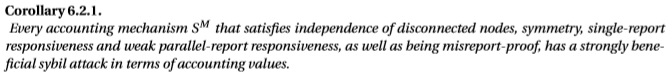 Corollary 6.2.1.
Every accounting mechanism Sᴹ that satisfies independence of disconnected nodes, symmetry, single-report
responsiveness and weak parallel-report responsiveness, as well as being misreport-proof, has a strongly bene-
ficial sybil attack in terms of accounting values.